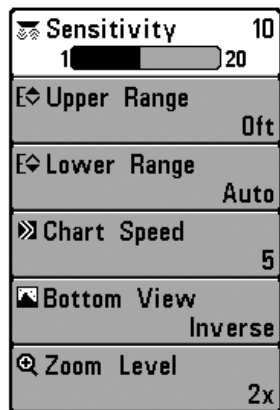 Sensitivity 10
1 20
Upper Range
0ft
Lower Range
Auto
Chart Speed
5
Bottom View
Inverse
Zoom Level
2x